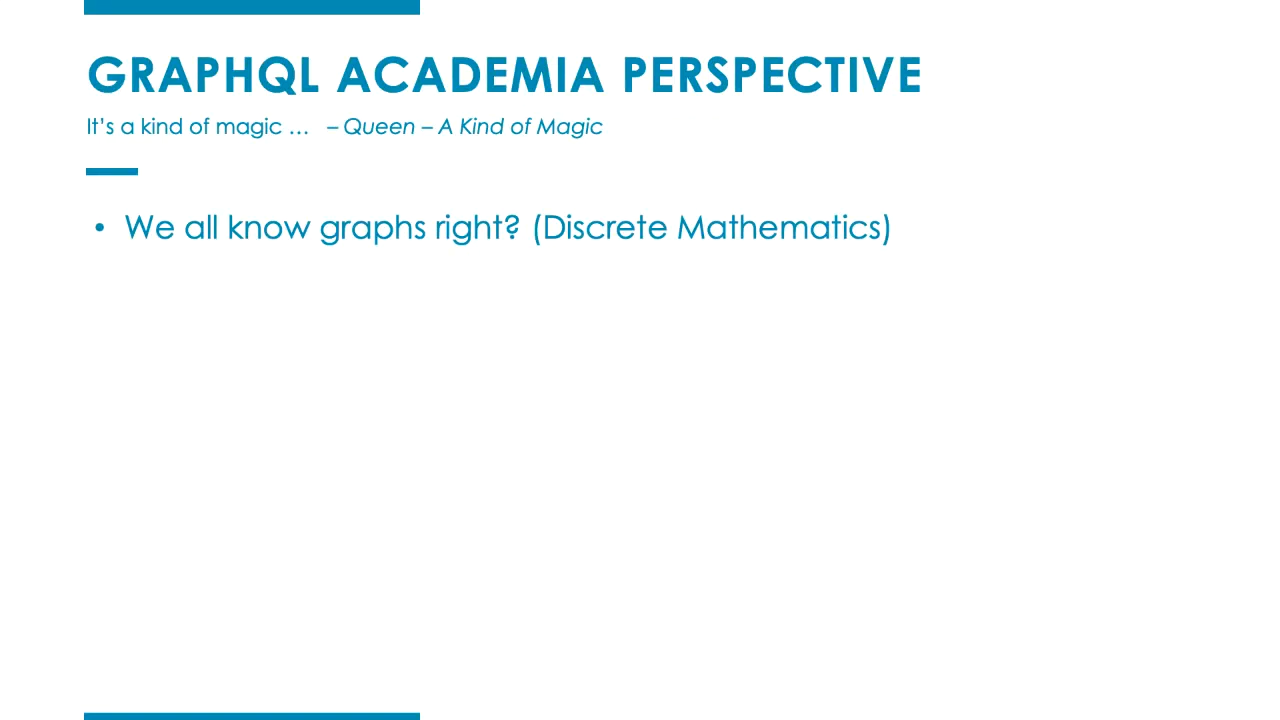 GRAPHQL ACADEMIA PERSPECTIVE
It’s a kind of magic … – Queen – A Kind of Magic
• We all know graphs right? (Discrete Mathematics)